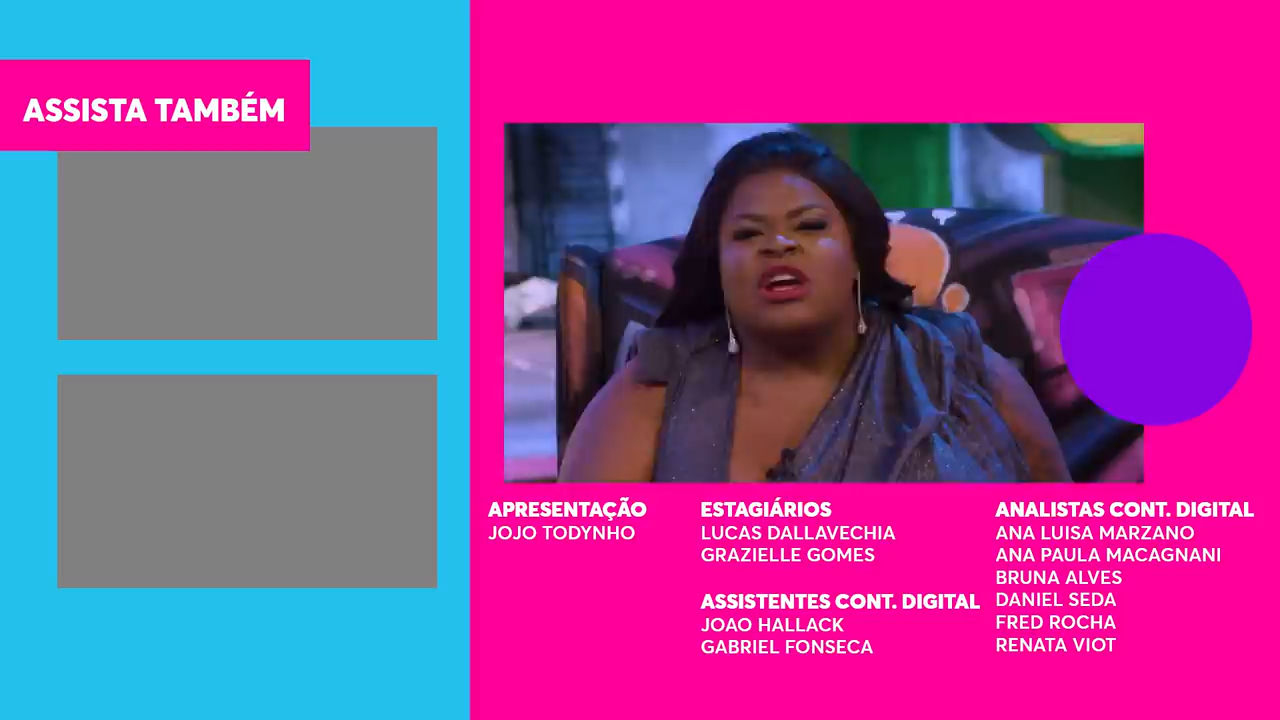 ASSISTA TAMBÉM
APRESENTAÇÃO
JOJO TODYNHO
ESTAGIÁRIOS
LUCAS DALLAVECHIA
GRAZIELLE GOMES
ASSISTENTES CONT. DIGITAL
JOAO HALLACK
GABRIEL FONSECA
ANALISTAS CONT. DIGITAL
ANA LUISA MARZANO
ANA PAULA MACAGNANI
BRUNA ALVES
DANIEL SEDA
FRED ROCHA
RENATA VIOT